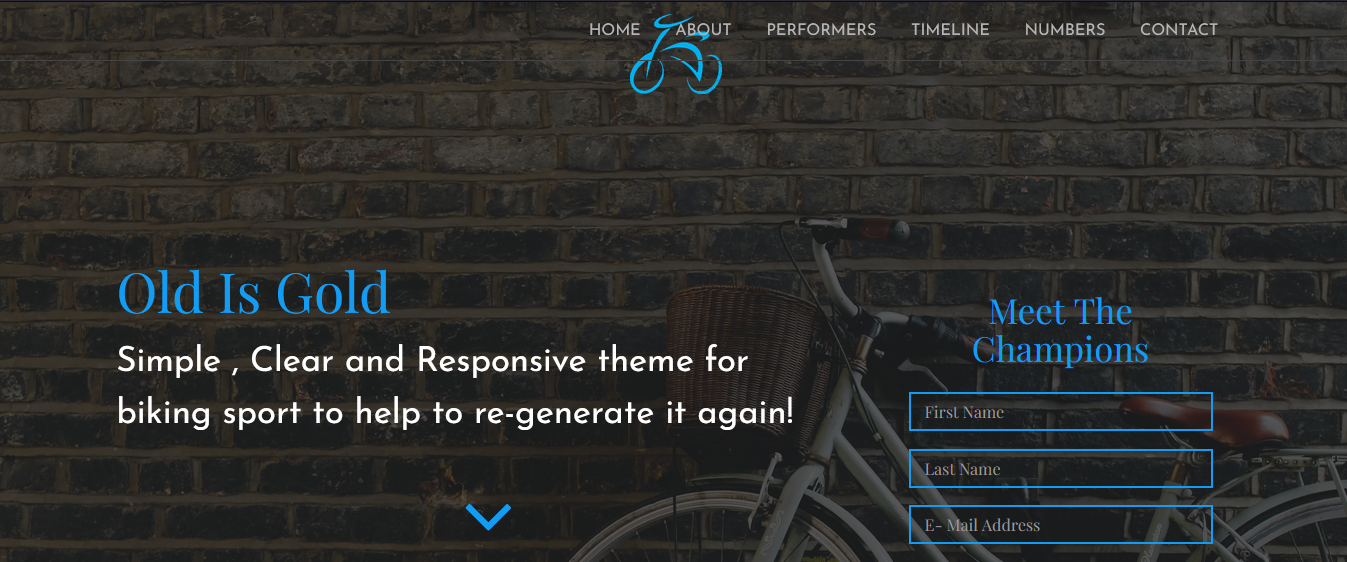 HOME ABOUT PERFORMERS TIMELINE NUMBERS CONTACT
Old Is Gold
Simple , Clear and Responsive theme for
biking sport to help to re-generate it again!
Meet The
Champions
First Name
Last Name
E- Mail Address